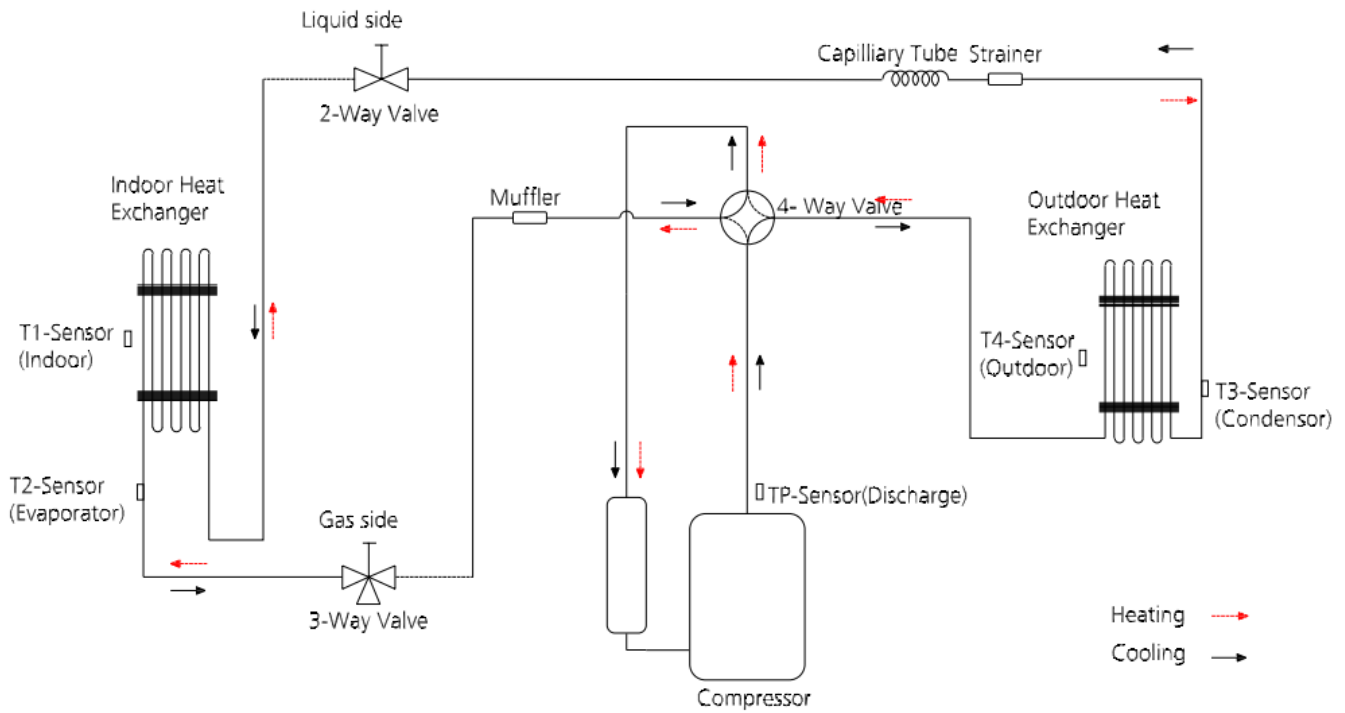 Liquid side
Capilliary Tube Strainer
2-Way Valve
Indoor Heat
Exchanger
Muffler
4- Way Valve
Outdoor Heat
Exchanger
T1-Sensor
(Indoor)
T4-Sensor
(Outdoor)
T3-Sensor
(Condensor)
T2-Sensor
(Evaporator)
TP-Sensor(Discharge)
Gas side
3-Way Valve
Heating
Cooling
Compressor